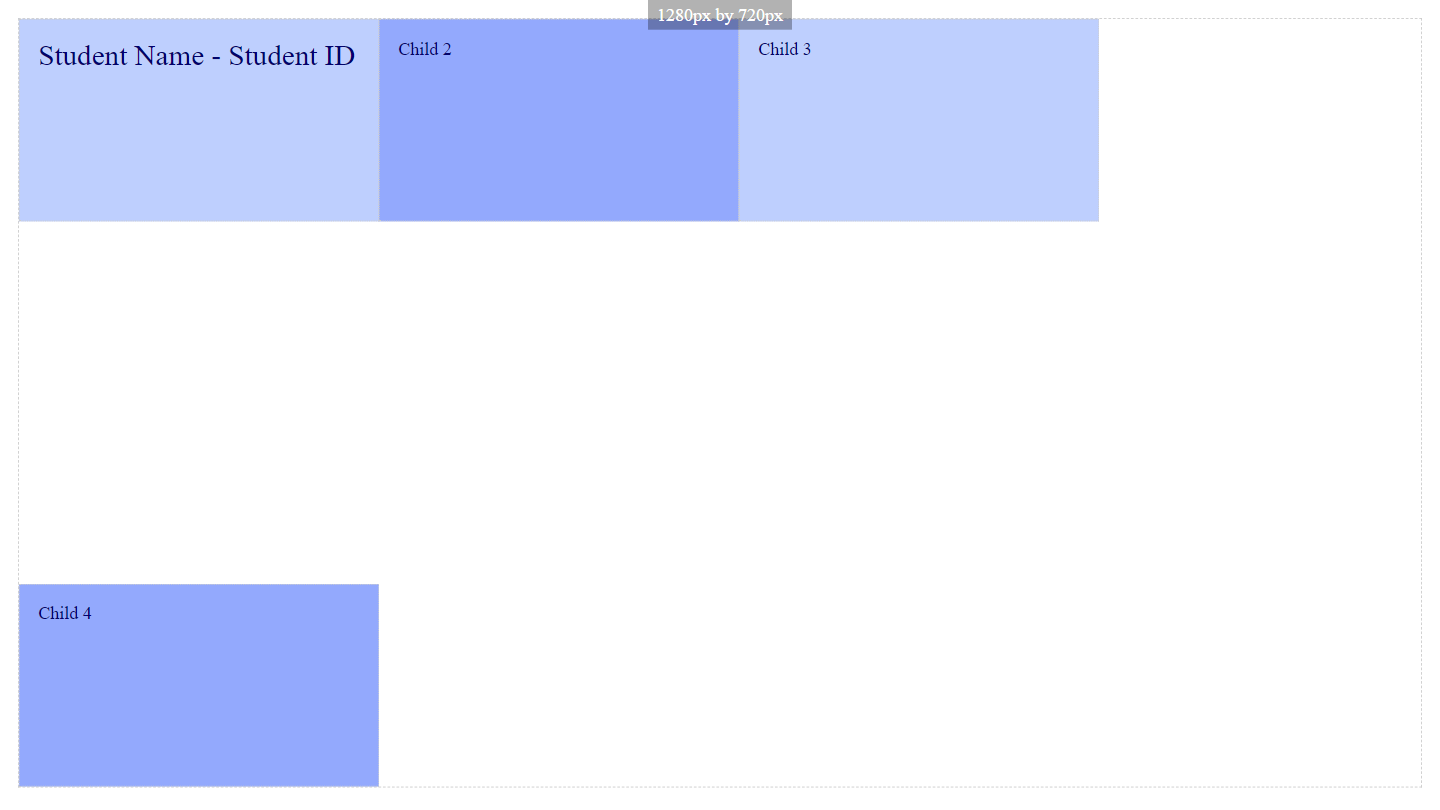 1280px by 720px
Student Name - Student ID
Child 2
Child 3
Child 4